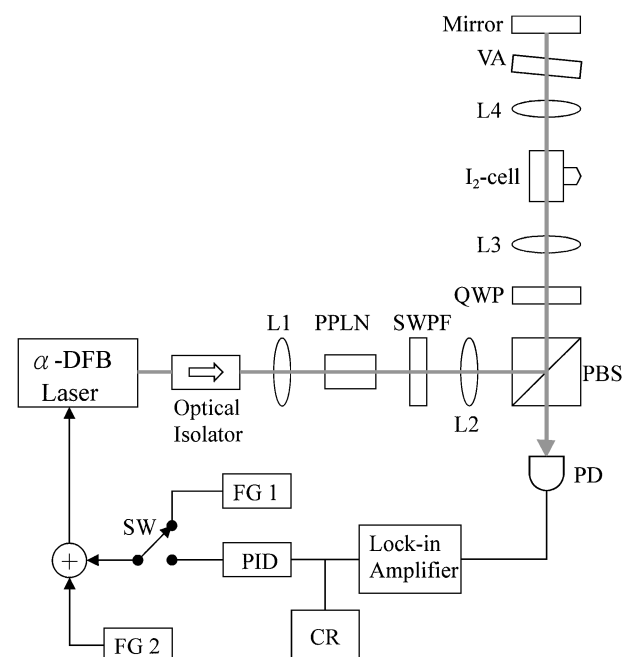 Mirror
VA
L4
I₂-cell
L3
QWP
L1
PPLN
SWPF
α-DFB
Laser
Optical
Isolator
L2
PBS
PD
FG 1
SW
+
PID
Lock-in
Amplifier
CR
FG 2